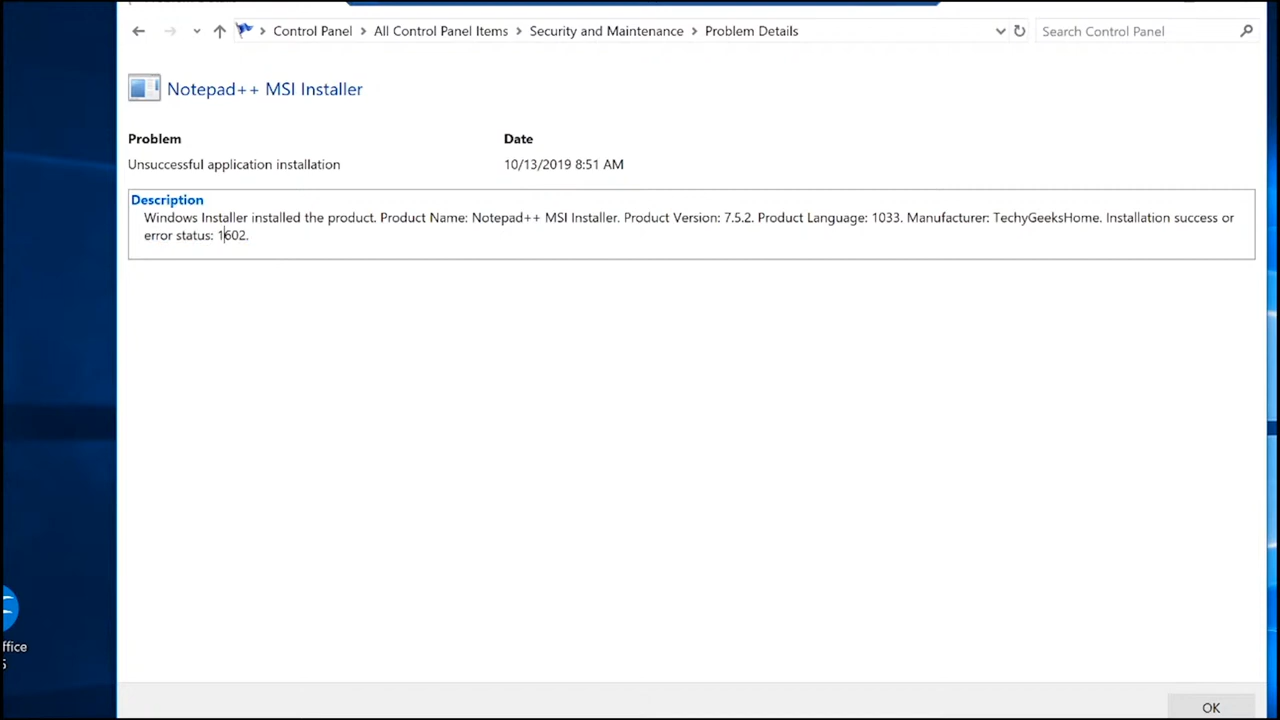 Control Panel > All Control Panel Items > Security and Maintenance > Problem Details
Search Control Panel
Notepad++ MSI Installer
Problem
Date
Unsuccessful application installation
10/13/2019 8:51 AM
Description
Windows Installer installed the product. Product Name: Notepad++ MSI Installer. Product Version: 7.5.2. Product Language: 1033. Manufacturer: TechyGeeksHome. Installation success or
error status: 1602.
ffice
OK